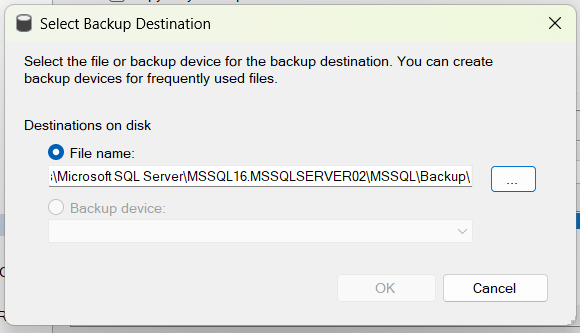 Select Backup Destination
Select the file or backup device for the backup destination. You can create
backup devices for frequently used files.
Destinations on disk
File name:
\Microsoft SQL Server\MSSQL16.MSSQLSERVER02\MSSQL\Backup\
...
Backup device:
OK
Cancel